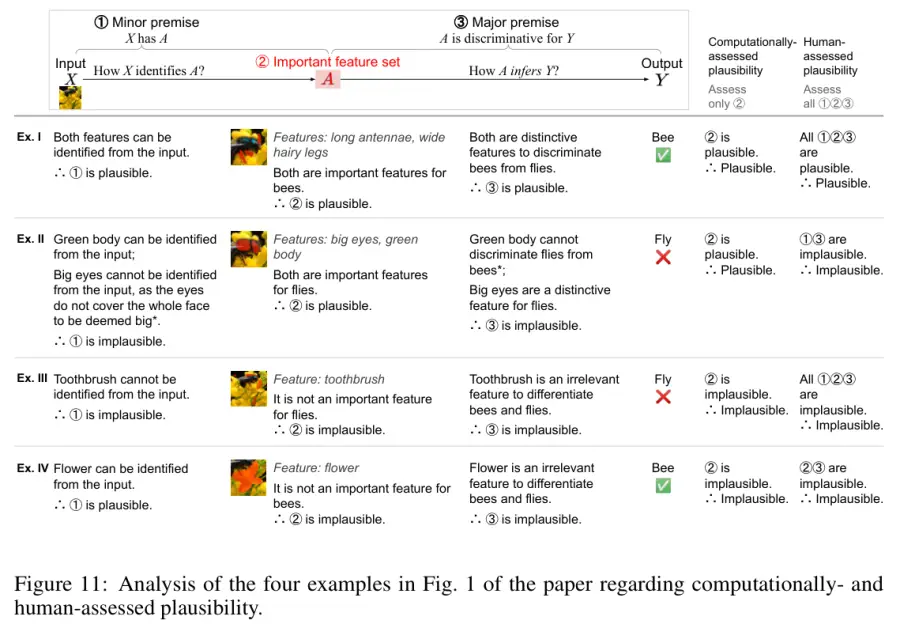 ① Minor premise
X has A
③ Major premise
A is discriminative for Y
Input
X
How X identifies A?
② Important feature set
A
How A infers Y?
Output
Y
Computationally-
assessed
plausibility
Assess
only ②
Human-
assessed
plausibility
Assess
all ①②③
Ex. I
Both features can be
identified from the input.
∴ ① is plausible.
Features: long antennae, wide
hairy legs
Both are important features for
bees.
∴ ② is plausible.
Both are distinctive
features to discriminate
bees from flies.
∴ ③ is plausible.
Bee
② is
plausible.
∴ Plausible.
All ①②③
are
plausible.
∴ Plausible.
Ex. II
Green body can be identified
from the input;
Big eyes cannot be identified
from the input, as the eyes
do not cover the whole face
to be deemed big*.
∴ ① is implausible.
Features: big eyes, green
body
Both are important features
for flies.
∴ ② is plausible.
Green body cannot
discriminate flies from
bees*;
Big eyes are a distinctive
feature for flies.
∴ ③ is implausible.
Fly
② is
plausible.
∴ Plausible.
①③ are
implausible.
∴ Implausible.
Ex. III
Toothbrush cannot be
identified from the input.
∴ ① is implausible.
Feature: toothbrush
It is not an important feature
for flies.
∴ ② is implausible.
Toothbrush is an irrelevant
feature to differentiate
bees and flies.
∴ ③ is implausible.
Fly
② is
implausible.
∴ Implausible.
All ①②③
are
implausible.
∴ Implausible.
Ex. IV
Flower can be identified
from the input.
∴ ① is plausible.
Feature: flower
It is not an important feature for
bees.
∴ ② is implausible.
Flower is an irrelevant
feature to differentiate
bees and flies.
∴ ③ is implausible.
Bee
② is
implausible.
∴ Implausible.
②③ are
implausible.
∴ Implausible.
Figure 11: Analysis of the four examples in Fig. 1 of the paper regarding computationally- and
human-assessed plausibility.